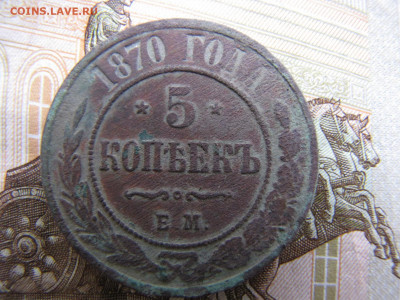 COINS.LAVE.RU
1870 ГОДА
* 5 *
КОПѢЕКЪ
Е.М.